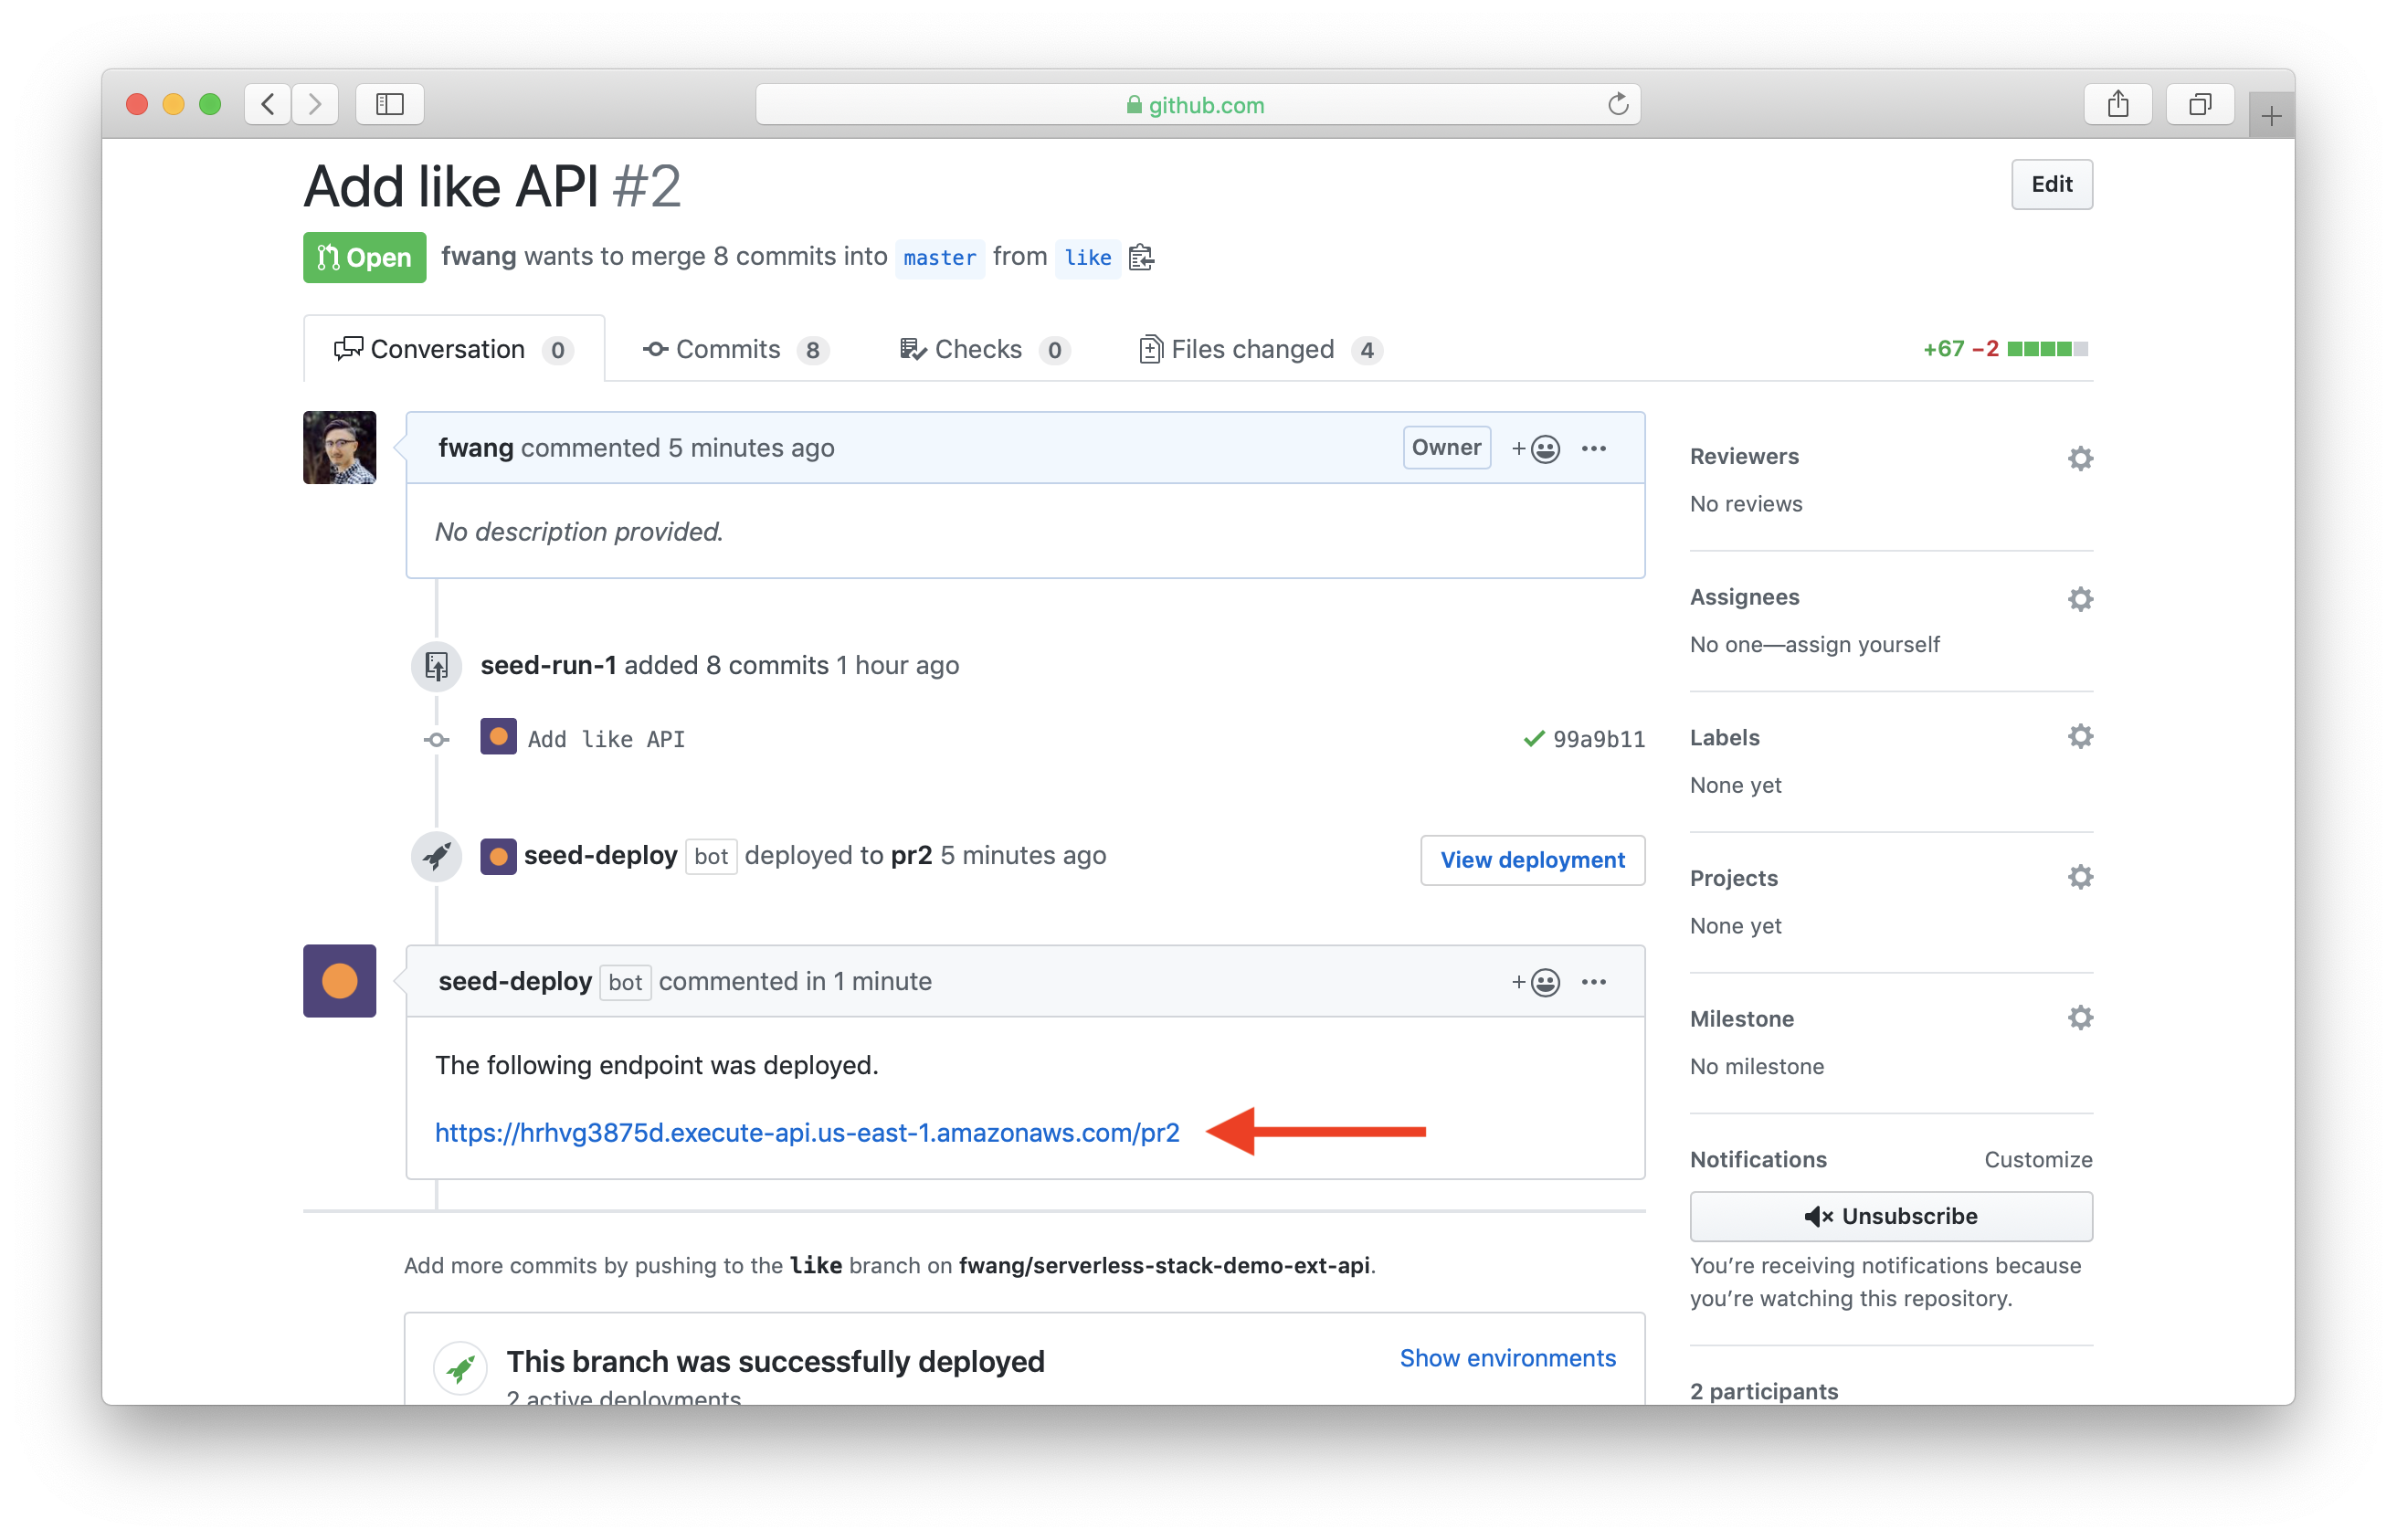 github.com
Add like API #2
Edit
Open
fwang wants to merge 8 commits into master from like
Conversation 0
Commits 8
Checks 0
Files changed 4
+67 −2
fwang commented 5 minutes ago
Owner
No description provided.
seed-run-1 added 8 commits 1 hour ago
Add like API
99a9b11
seed-deploy bot deployed to pr2 5 minutes ago
View deployment
seed-deploy bot commented in 1 minute
The following endpoint was deployed.
https://hrhvg3875d.execute-api.us-east-1.amazonaws.com/pr2
Add more commits by pushing to the like branch on fwang/serverless-stack-demo-ext-api.
This branch was successfully deployed
Show environments
2 active deployments
Reviewers
No reviews
Assignees
No one—assign yourself
Labels
None yet
Projects
None yet
Milestone
No milestone
Notifications
Customize
Unsubscribe
You’re receiving notifications because
you’re watching this repository.
2 participants